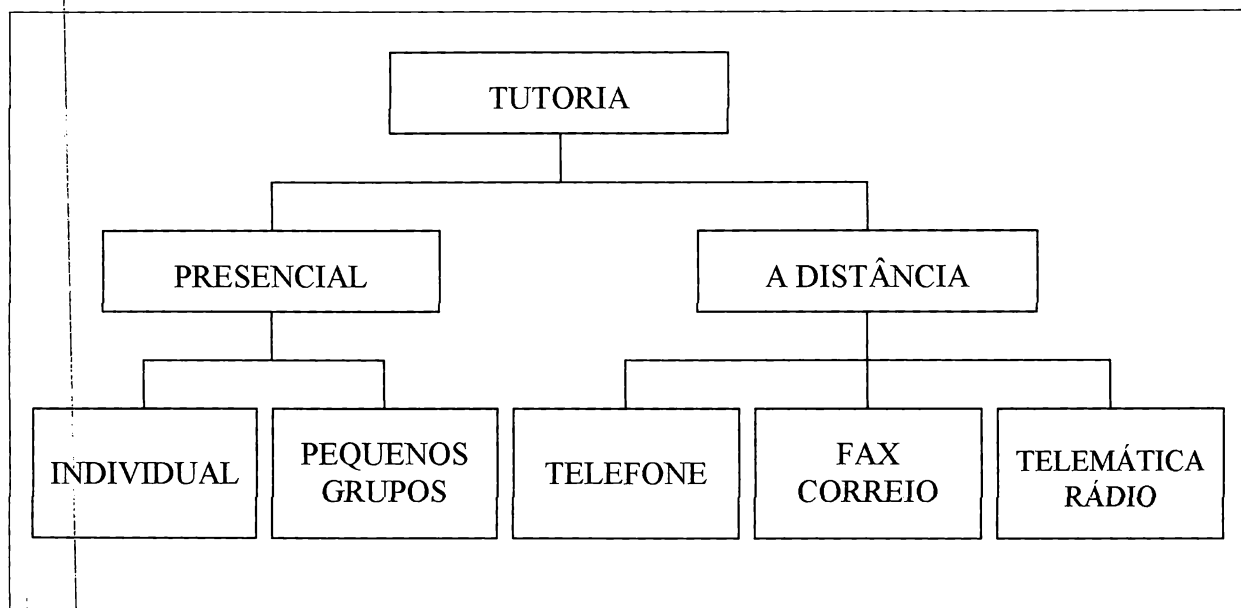 TUTORIA
PRESENCIAL
A DISTÂNCIA
INDIVIDUAL
PEQUENOS
GRUPOS
TELEFONE
FAX
CORREIO
TELEMÁTICA
RÁDIO